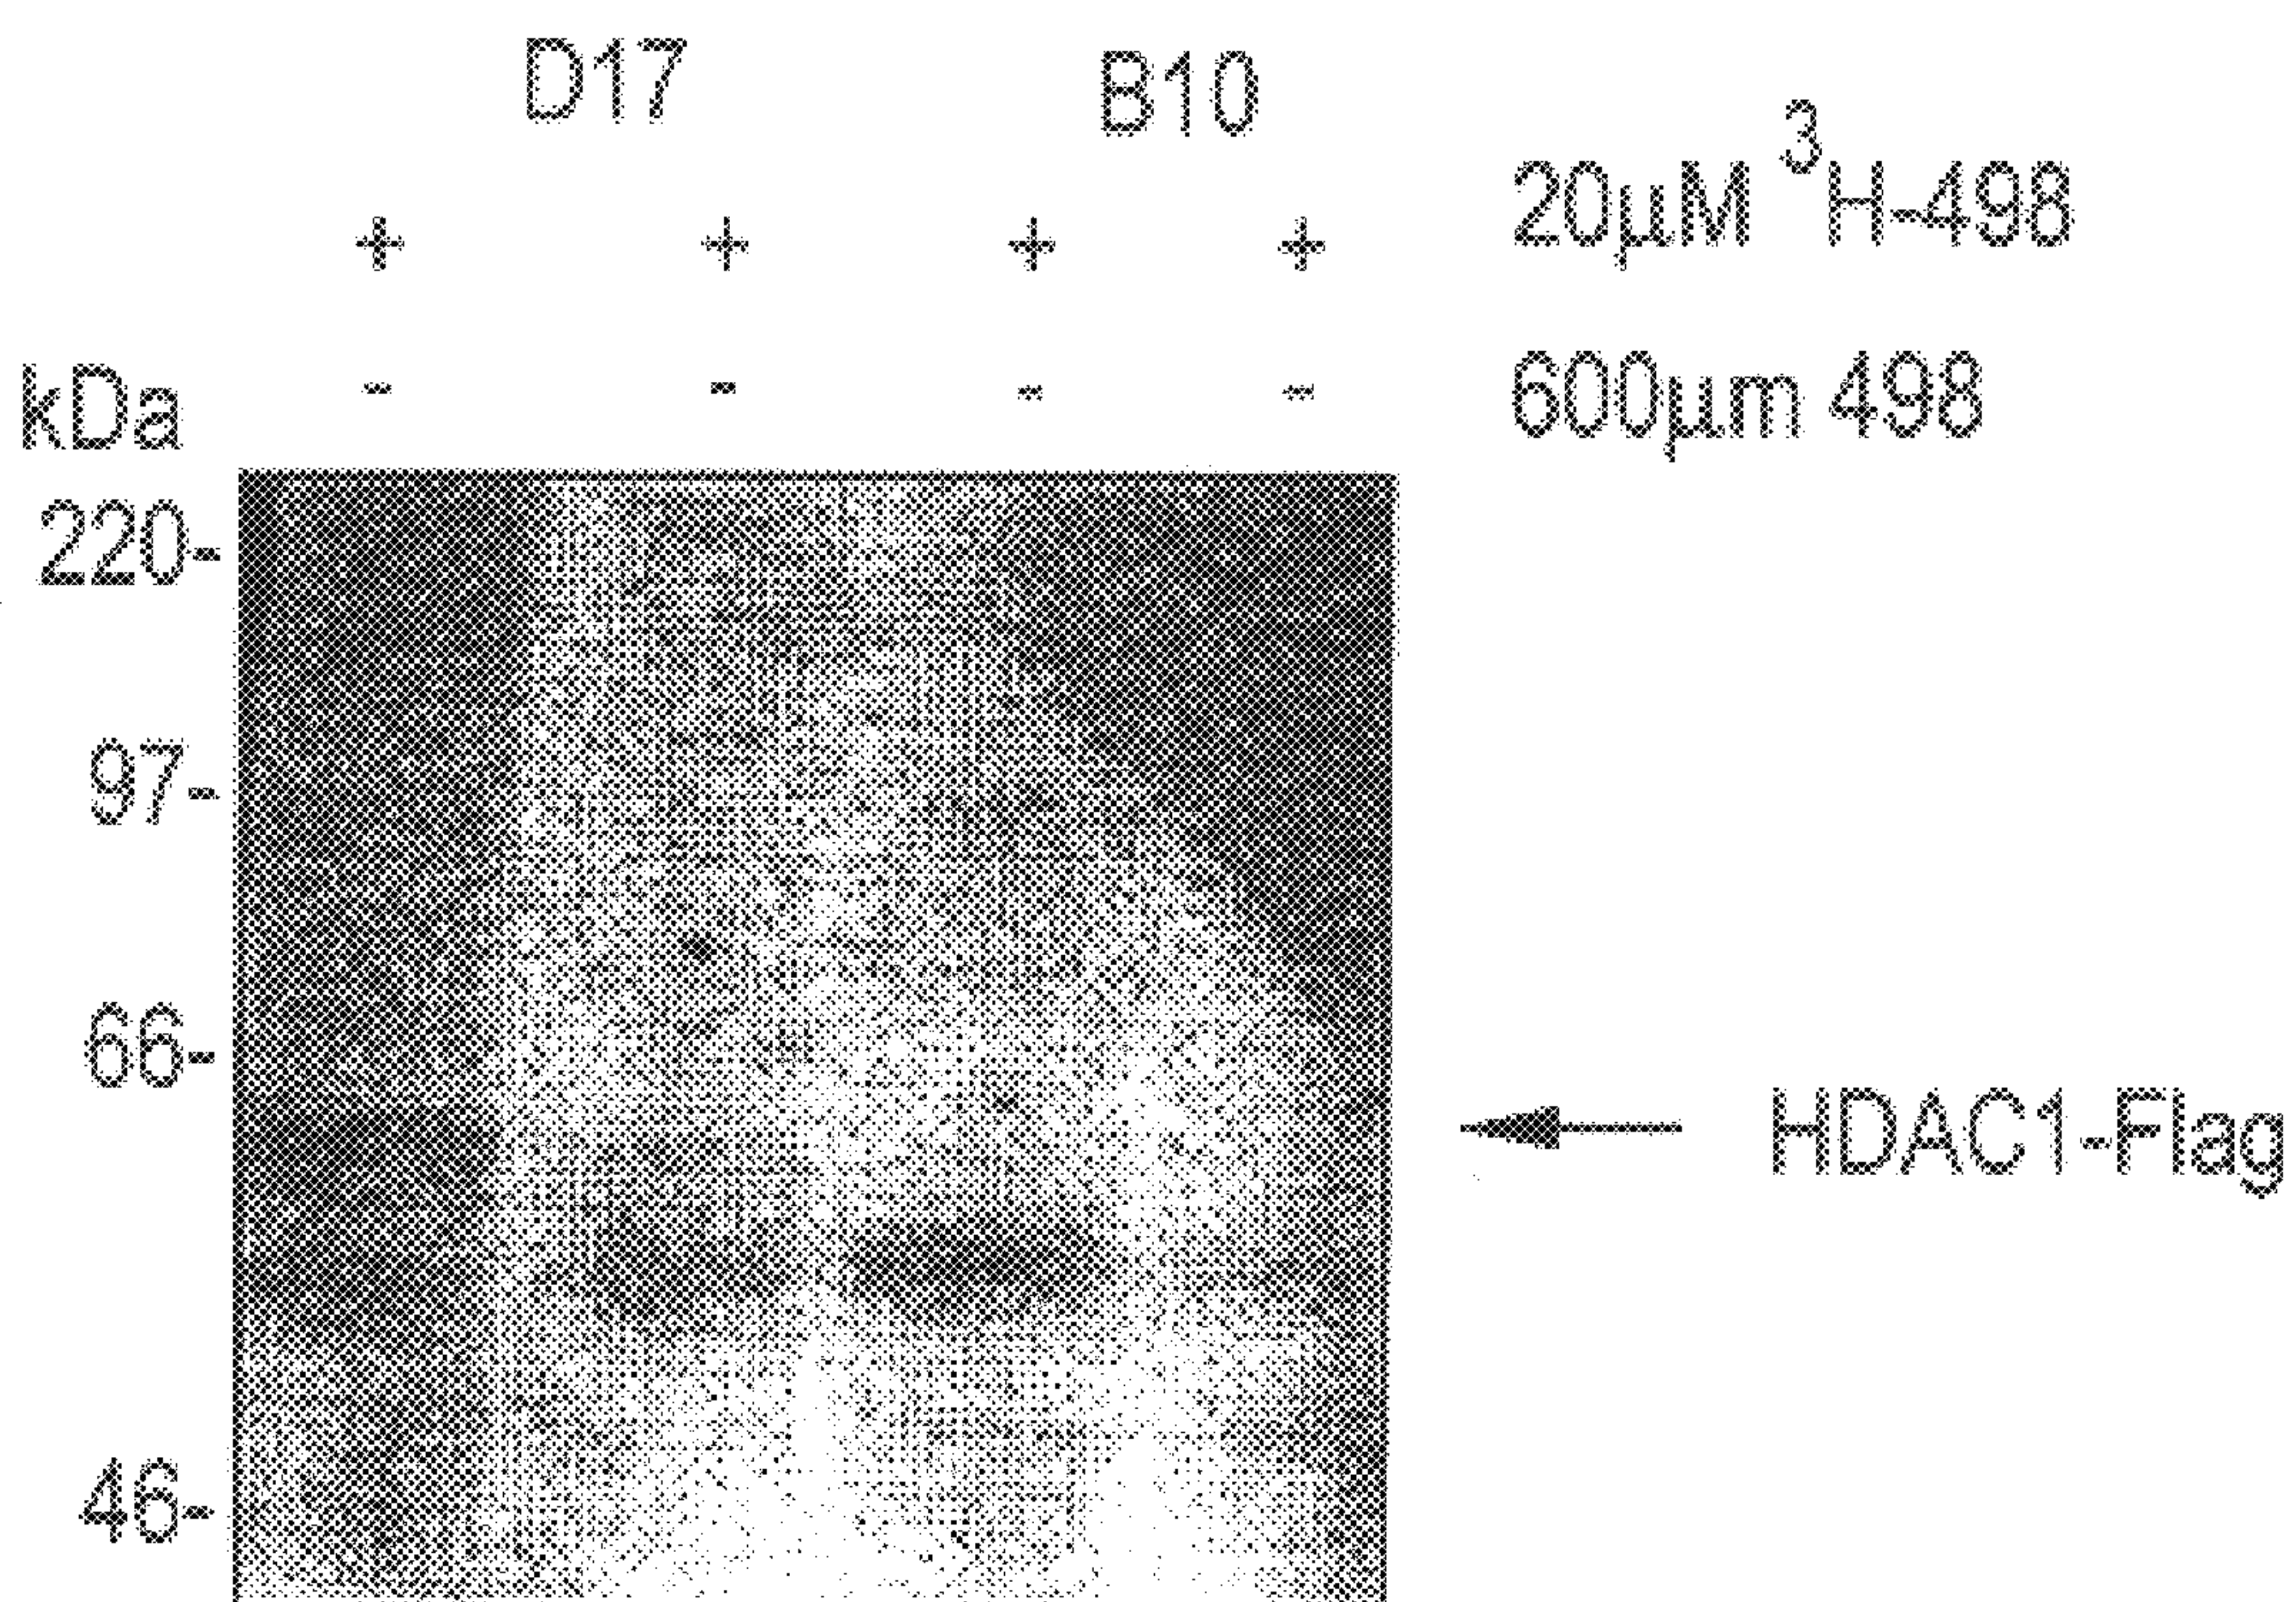 D17 B10
20µM ³H-498
+ + + +
kDa - - - - 600µm 498
220-
97-
66-
HDAC1-Flag
46-